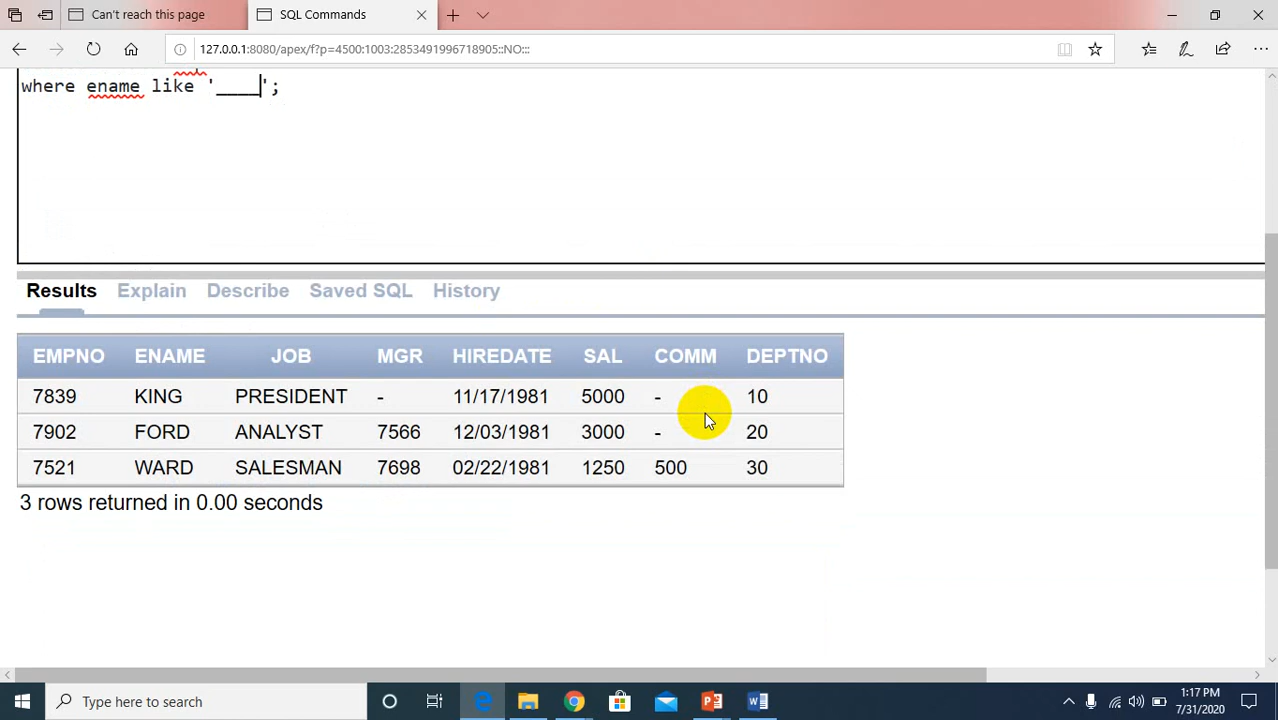 Can't reach this page
SQL Commands
127.0.0.1:8080/apex/f?p=4500:1003:2853491996718905::NO:::
where ename like '____';
Results Explain Describe Saved SQL History
EMPNO ENAME JOB MGR HIREDATE SAL COMM DEPTNO
7839 KING PRESIDENT - 11/17/1981 5000 - 10
7902 FORD ANALYST 7566 12/03/1981 3000 - 20
7521 WARD SALESMAN 7698 02/22/1981 1250 500 30
3 rows returned in 0.00 seconds
Type here to search
1:17 PM
7/31/2020